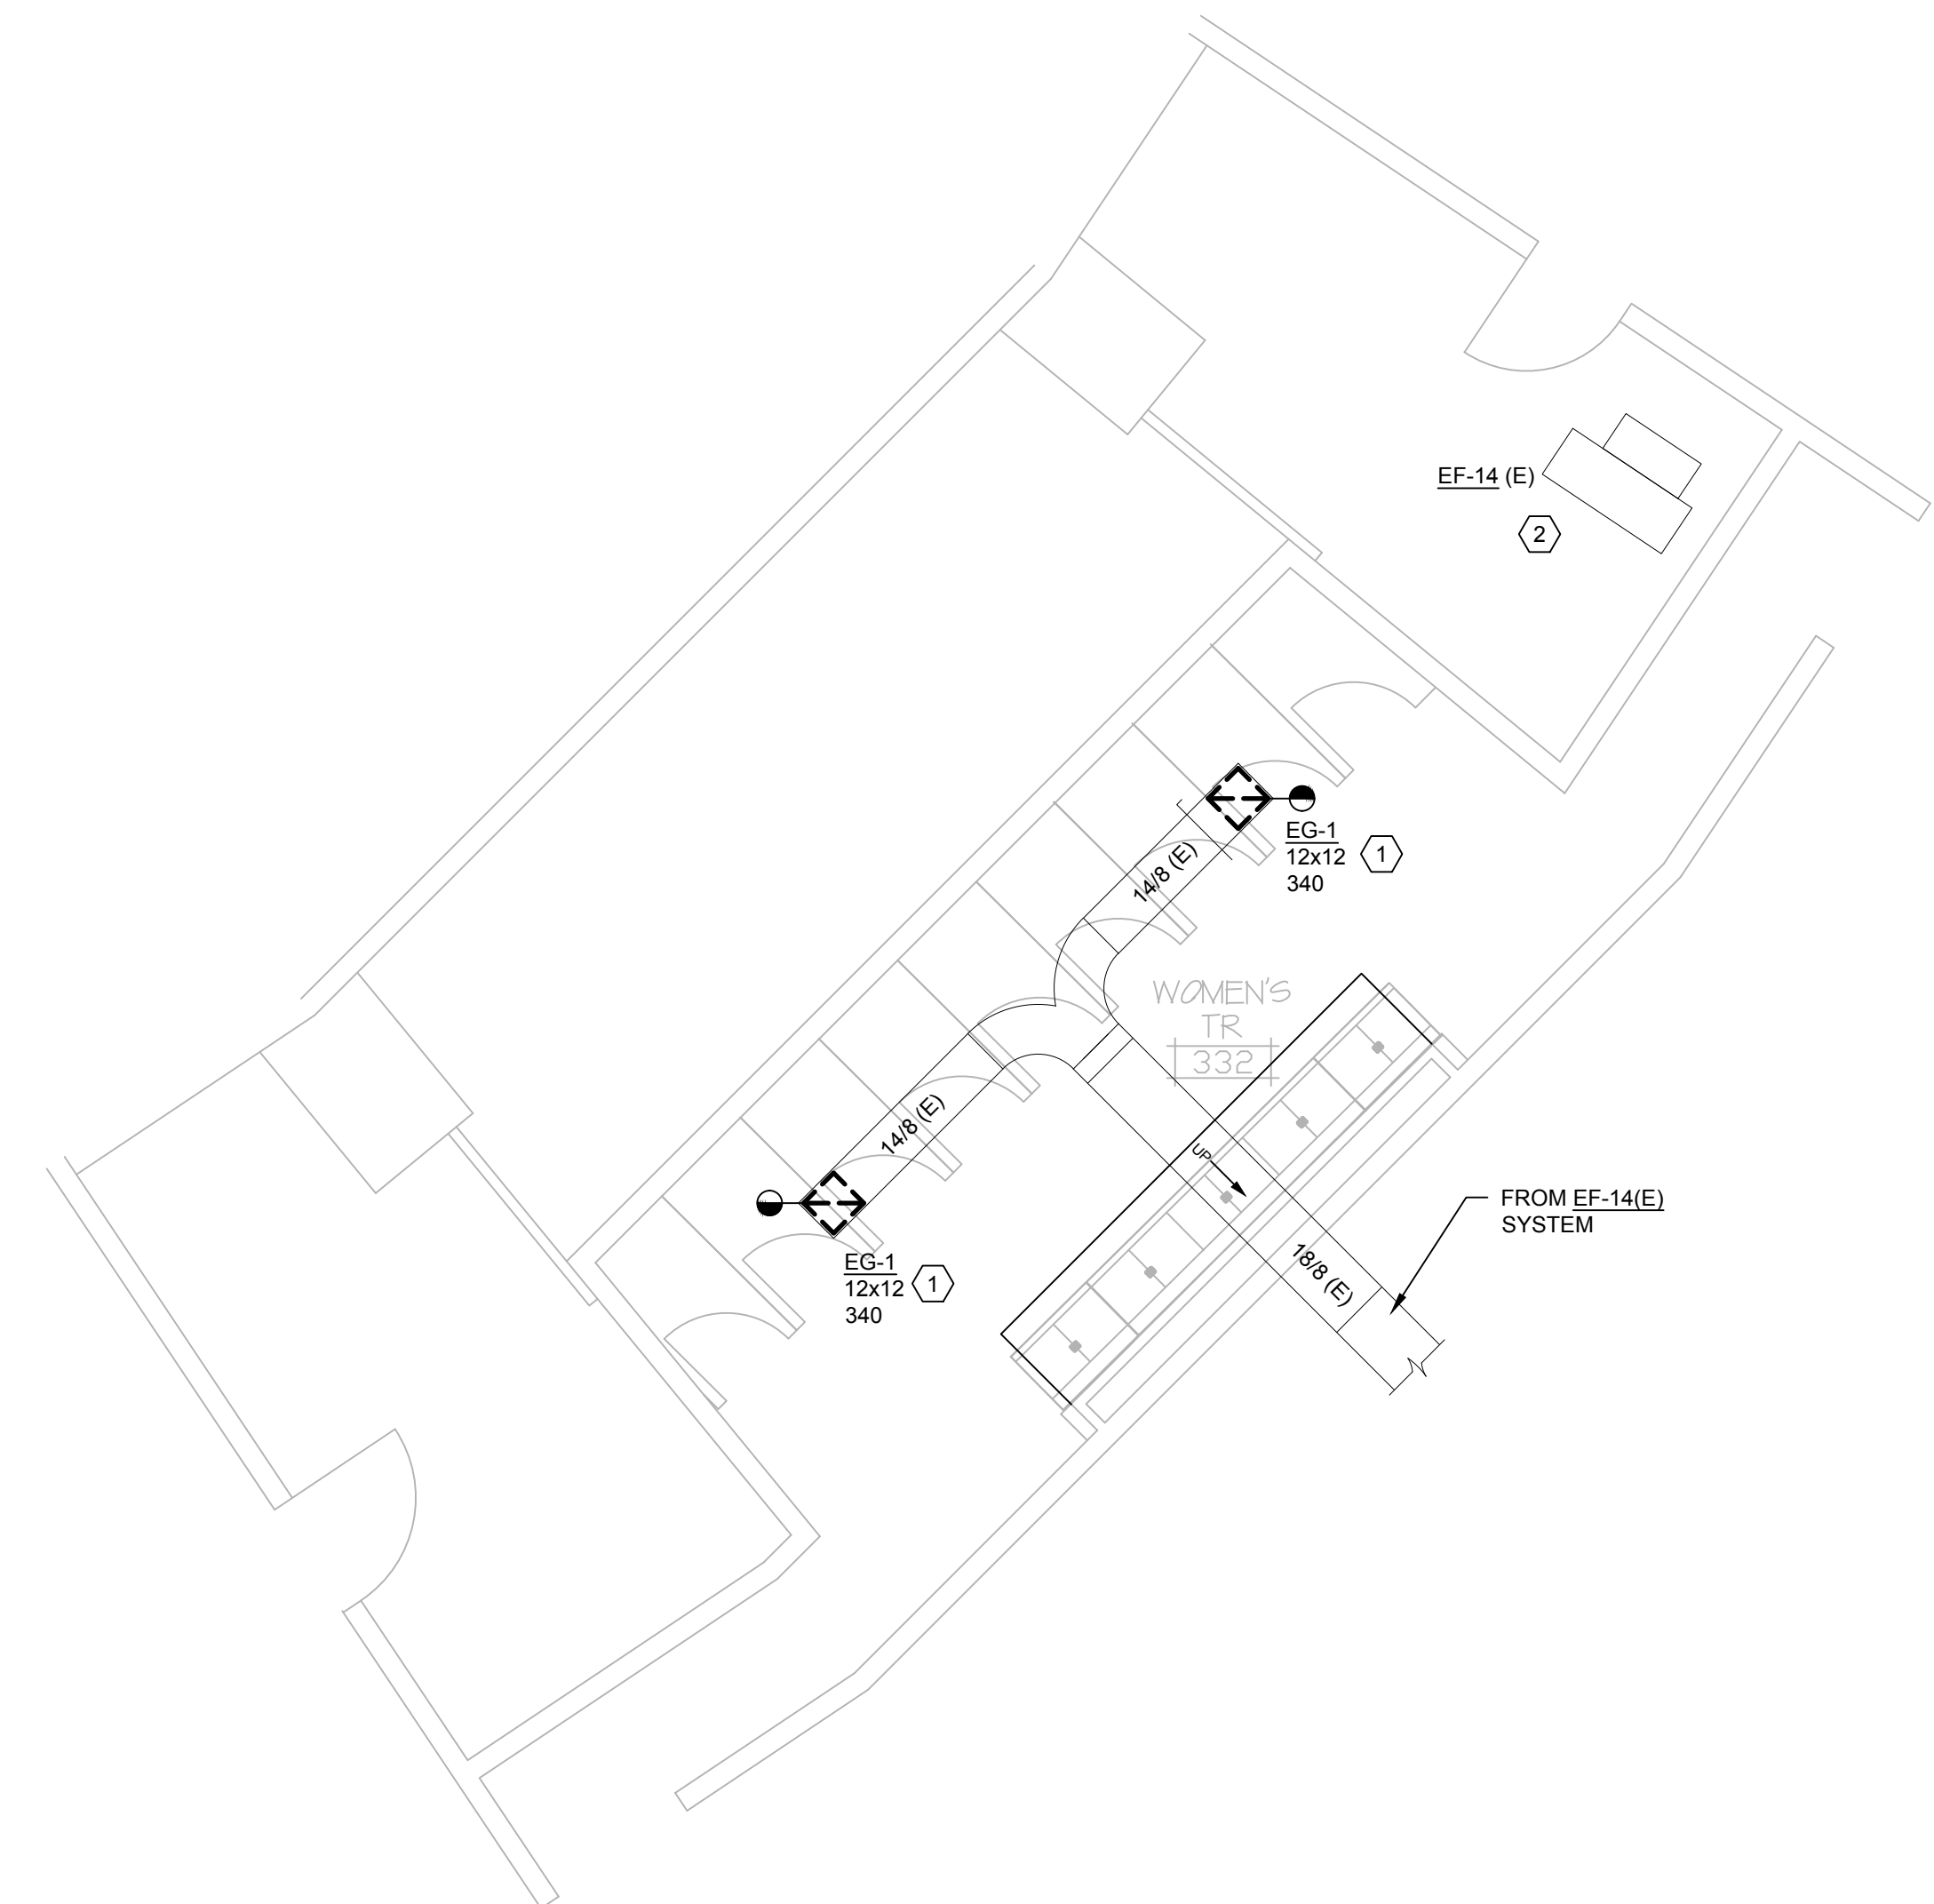 EF-14 (E)
2
14/8 (E)
EG-1
12x12
340
1
WOMEN'S
TR
332
14/8 (E)
UP
FROM EF-14(E)
SYSTEM
18/8 (E)
EG-1
12x12
340
1